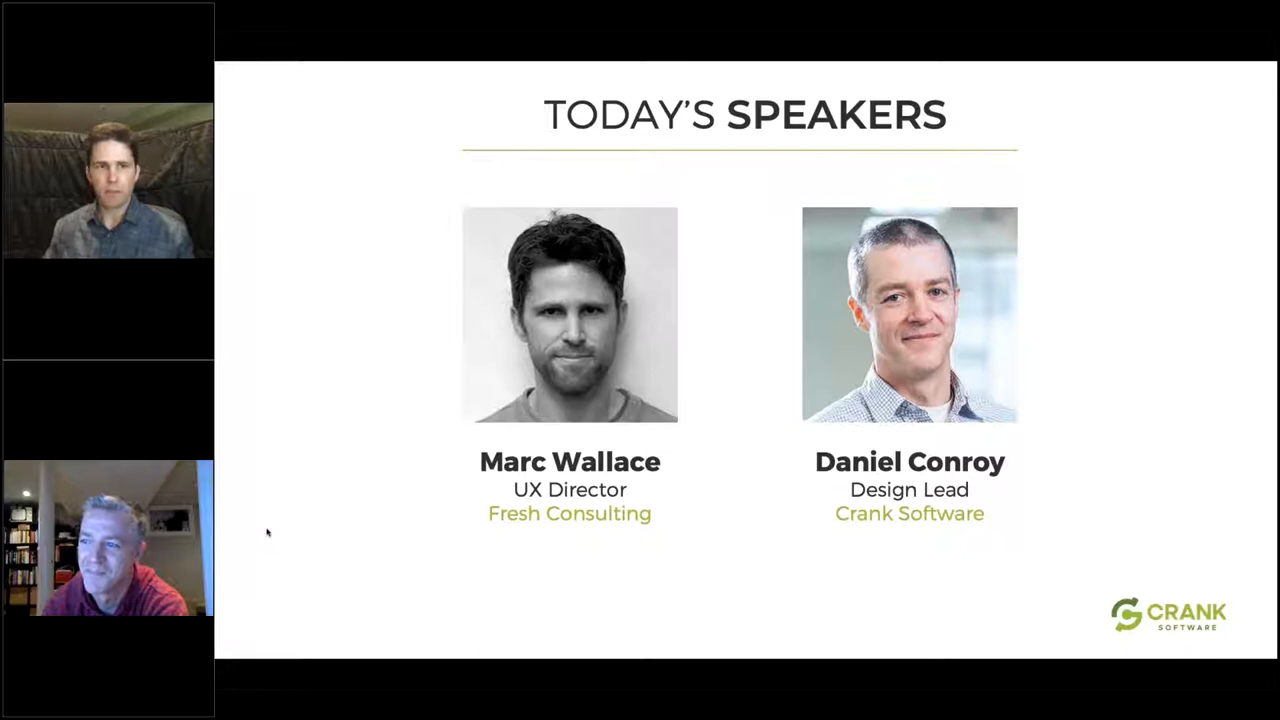 TODAY'S SPEAKERS
Marc Wallace
UX Director
Fresh Consulting
Daniel Conroy
Design Lead
Crank Software
CRANK
SOFTWARE